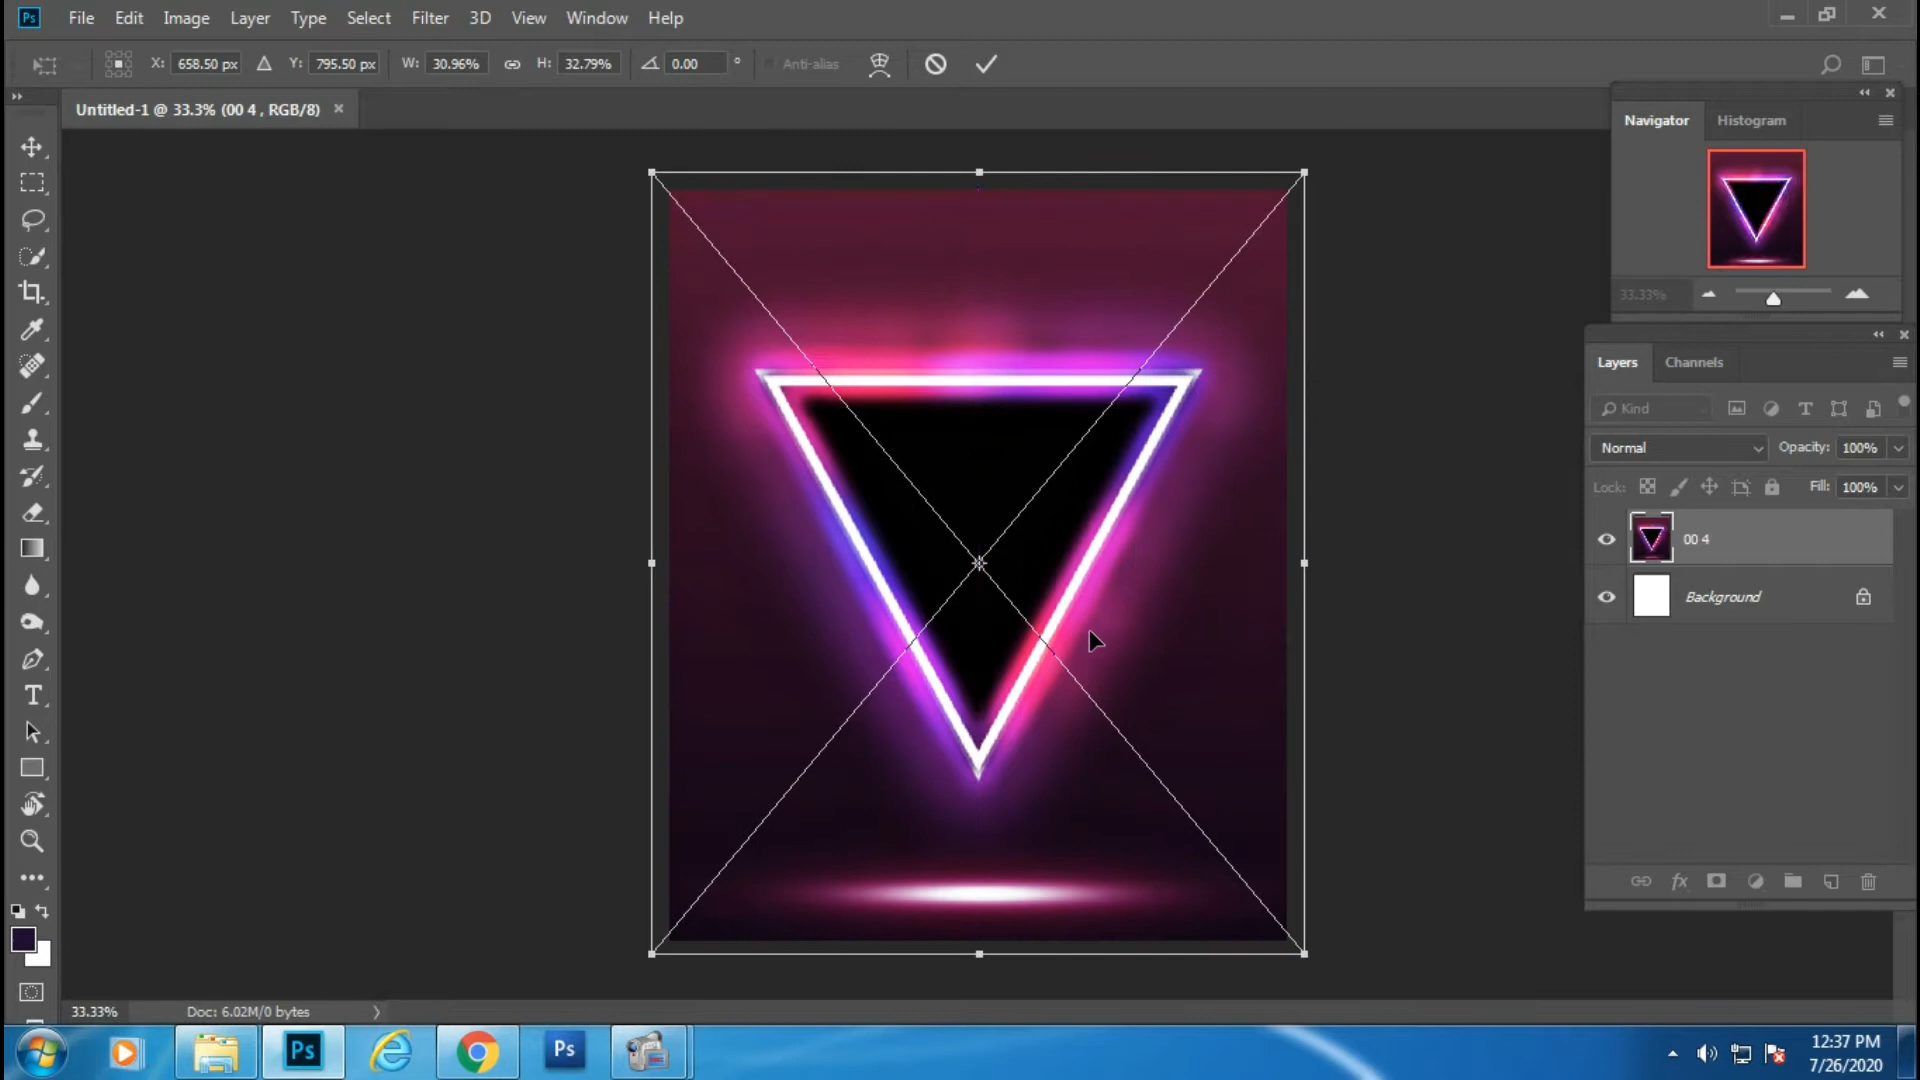 Ps File Edit Image Layer Type Select Filter 3D View Window Help
X: 658.50 px Y: 795.50 px W: 30.96% H: 32.79% 0.00 ° Anti-alias
Untitled-1 @ 33.3% (00 4 , RGB/8) ×
Navigator Histogram
33.33%
Layers Channels
Kind
Normal Opacity: 100%
Lock: Fill: 100%
00 4
Background
33.33% Doc: 6.02M/0 bytes
Ps Ps
12:37 PM
7/26/2020